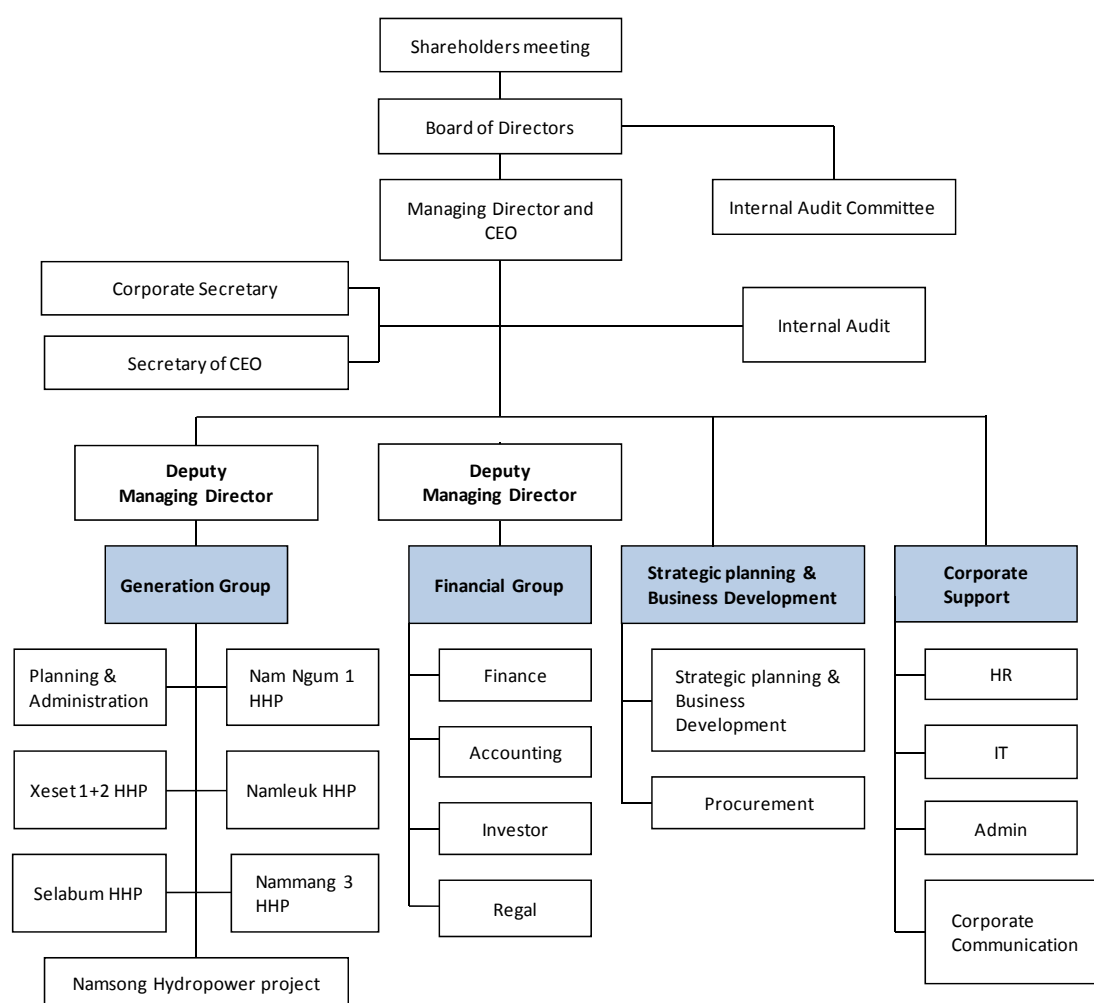 Shareholders meeting
Board of Directors
Managing Director and
CEO
Internal Audit Committee
Corporate Secretary
Secretary of CEO
Internal Audit
Deputy
Managing Director
Deputy
Managing Director
Generation Group
Financial Group
Strategic planning &
Business Development
Corporate
Support
Planning &
Administration
Nam Ngum 1
HHP
Xeset 1+2 HHP
Namleuk HHP
Selabum HHP
Nammang 3
HHP
Namsong Hydropower project
Finance
Accounting
Investor
Regal
Strategic planning &
Business
Development
Procurement
HR
IT
Admin
Corporate
Communication